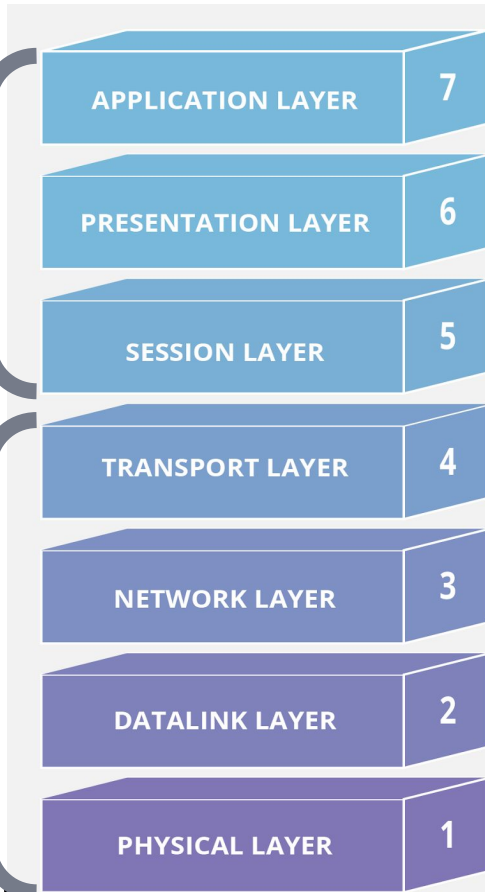 APPLICATION LAYER 7
PRESENTATION LAYER 6
SESSION LAYER 5
TRANSPORT LAYER 4
NETWORK LAYER 3
DATALINK LAYER 2
PHYSICAL LAYER 1